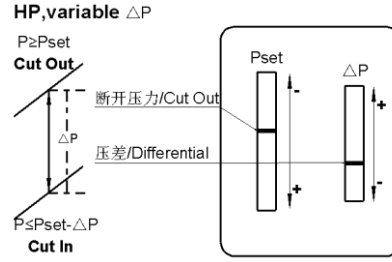 HP,variable △P
P≥Pset
Cut Out
Pset
△P
-
+
断开压力/Cut Out
△P
压差/Differential
+
-
P≤Pset-△P
Cut In